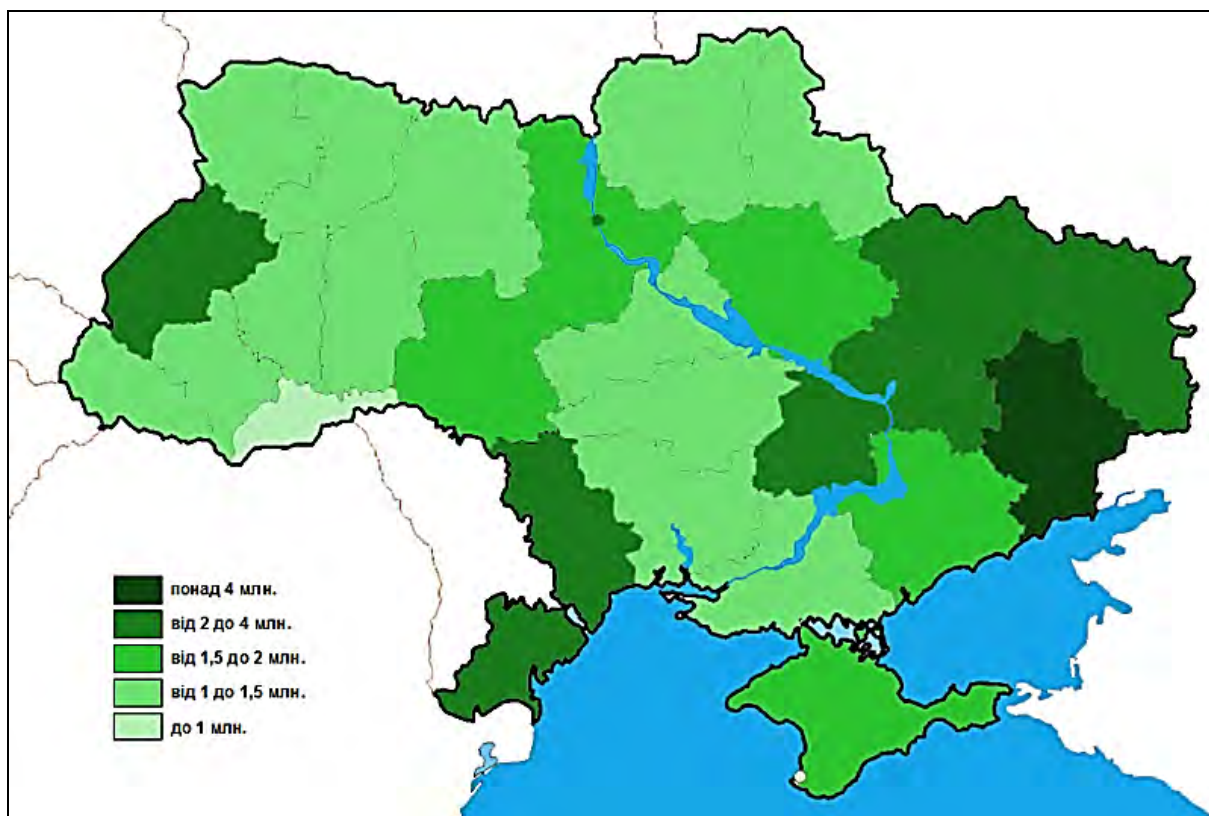 понад 4 млн.
від 2 до 4 млн.
від 1,5 до 2 млн.
від 1 до 1,5 млн.
до 1 млн.